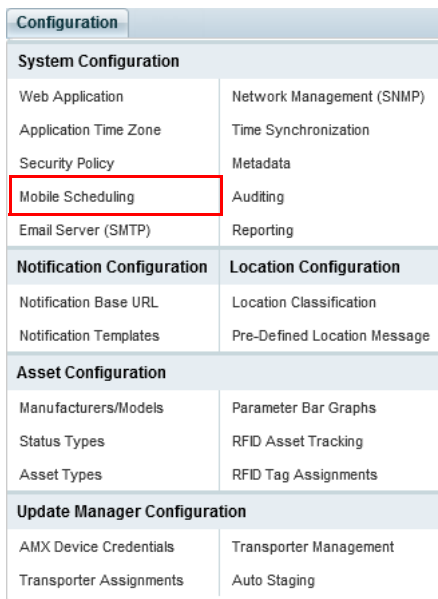 Configuration
System Configuration
Web Application
Network Management (SNMP)
Application Time Zone
Time Synchronization
Security Policy
Metadata
Mobile Scheduling
Auditing
Email Server (SMTP)
Reporting
Notification Configuration
Location Configuration
Notification Base URL
Location Classification
Notification Templates
Pre-Defined Location Message
Asset Configuration
Manufacturers/Models
Parameter Bar Graphs
Status Types
RFID Asset Tracking
Asset Types
RFID Tag Assignments
Update Manager Configuration
AMX Device Credentials
Transporter Management
Transporter Assignments
Auto Staging